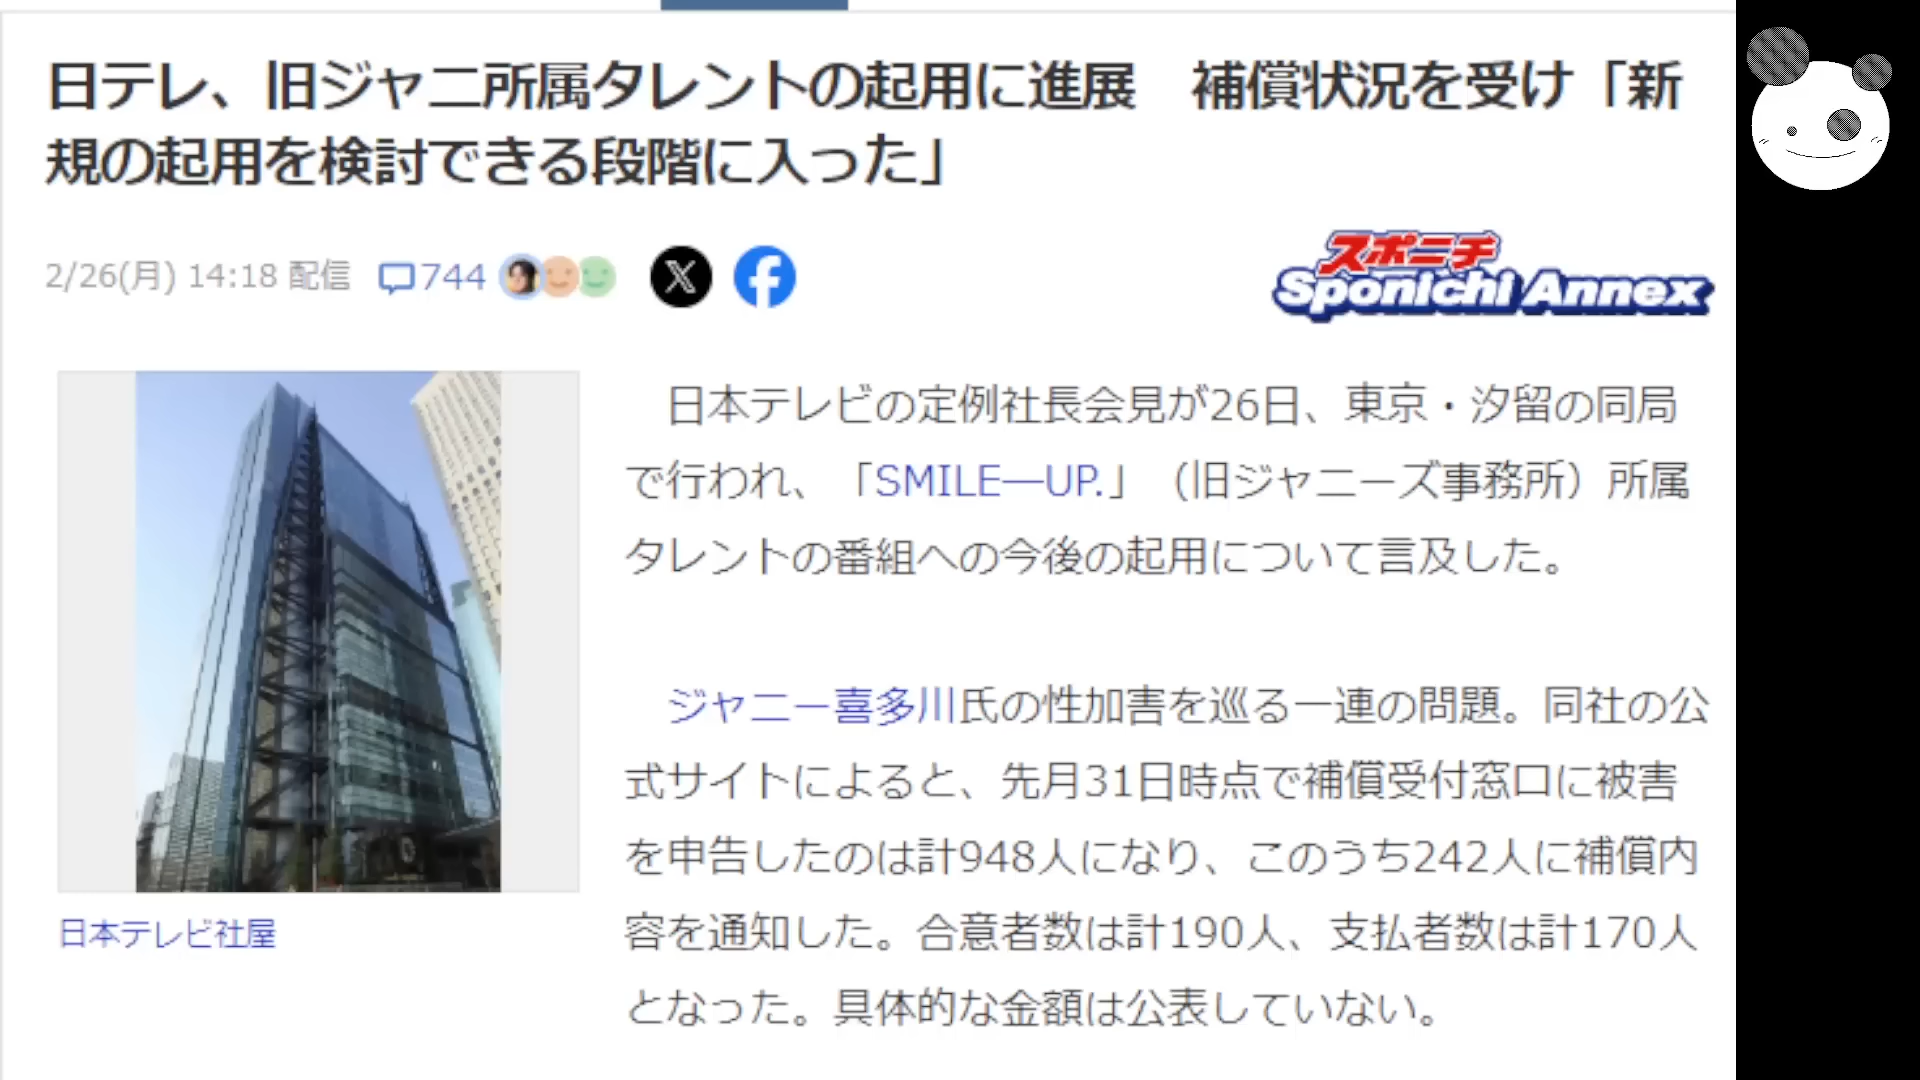 日テレ、旧ジャニ所属タレントの起用に進展　補償状況を受け「新
規の起用を検討できる段階に入った」
2/26(月) 14:18 配信 744
スポニチ
Sponichi Annex
日本テレビの定例社長会見が26日、東京・汐留の同局
で行われ、「SMILE―UP.」（旧ジャニーズ事務所）所属
タレントの番組への今後の起用について言及した。
ジャニー喜多川氏の性加害を巡る一連の問題。同社の公
式サイトによると、先月31日時点で補償受付窓口に被害
を申告したのは計948人になり、このうち242人に補償内
容を通知した。合意者数は計190人、支払者数は計170人
となった。具体的な金額は公表していない。
日本テレビ社屋